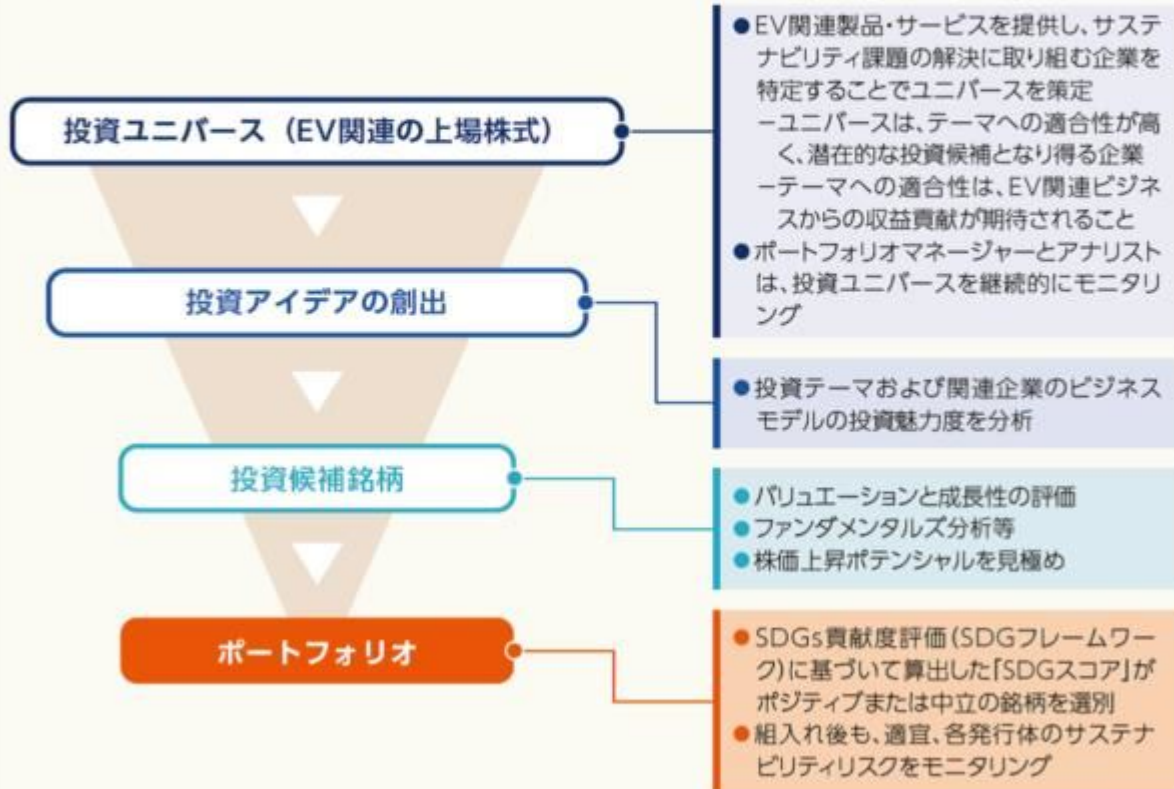 投資ユニバース（EV関連の上場株式）
●EV関連製品・サービスを提供し、サステ
ナビリティ課題の解決に取り組む企業を
特定することでユニバースを策定
－ユニバースは、テーマへの適合性が高
く、潜在的な投資候補となり得る企業
－テーマへの適合性は、EV関連ビジネ
スからの収益貢献が期待されること
●ポートフォリオマネージャーとアナリスト
は、投資ユニバースを継続的にモニタリ
ング
投資アイデアの創出
●投資テーマおよび関連企業のビジネス
モデルの投資魅力度を分析
投資候補銘柄
●バリュエーションと成長性の評価
●ファンダメンタルズ分析等
●株価上昇ポテンシャルを見極め
ポートフォリオ
●SDGs貢献度評価(SDGフレームワー
ク)に基づいて算出した「SDGスコア」が
ポジティブまたは中立の銘柄を選別
●組入れ後も、適宜、各発行体のサステナ
ビリティリスクをモニタリング